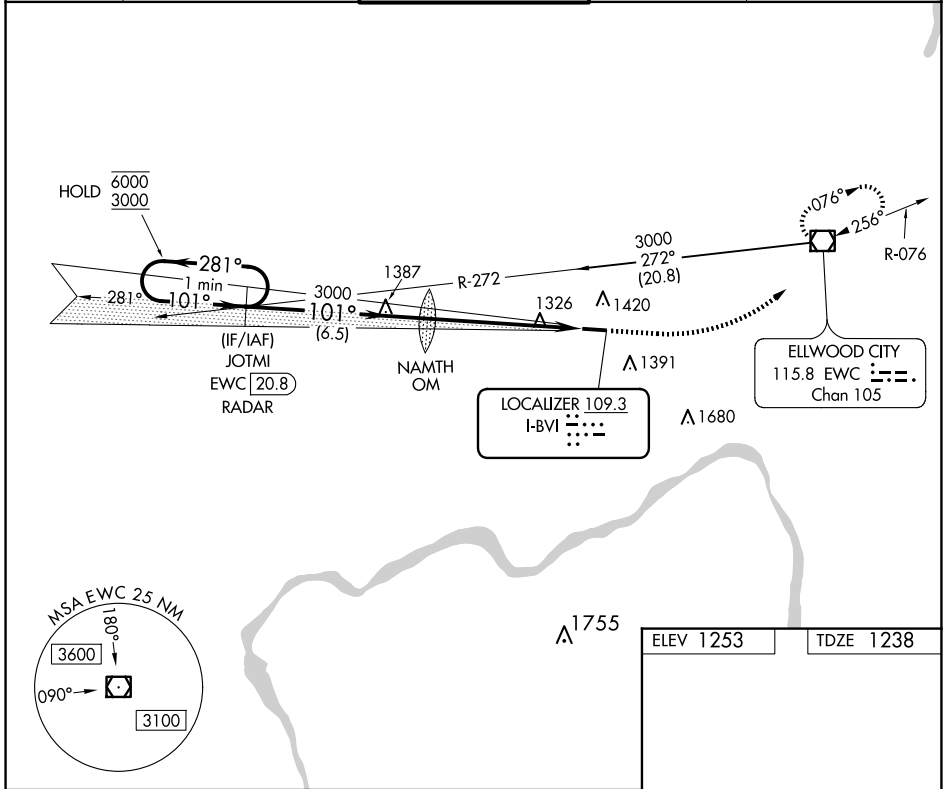 HOLD 6000
3000
281°
1 min
281°
101°
3000
101°
(6.5)
1387
R-272
3000
272°
(20.8)
076°
256°
R-076
1326
1420
1391
1680
(IF/IAF)
JOTMI
EWC 20.8
RADAR
NAMTH
OM
LOCALIZER 109.3
I-BVI
ELLWOOD CITY
115.8 EWC
Chan 105
1755
MSA EWC 25 NM
180°
3600
090°
3100
ELEV 1253
TDZE 1238